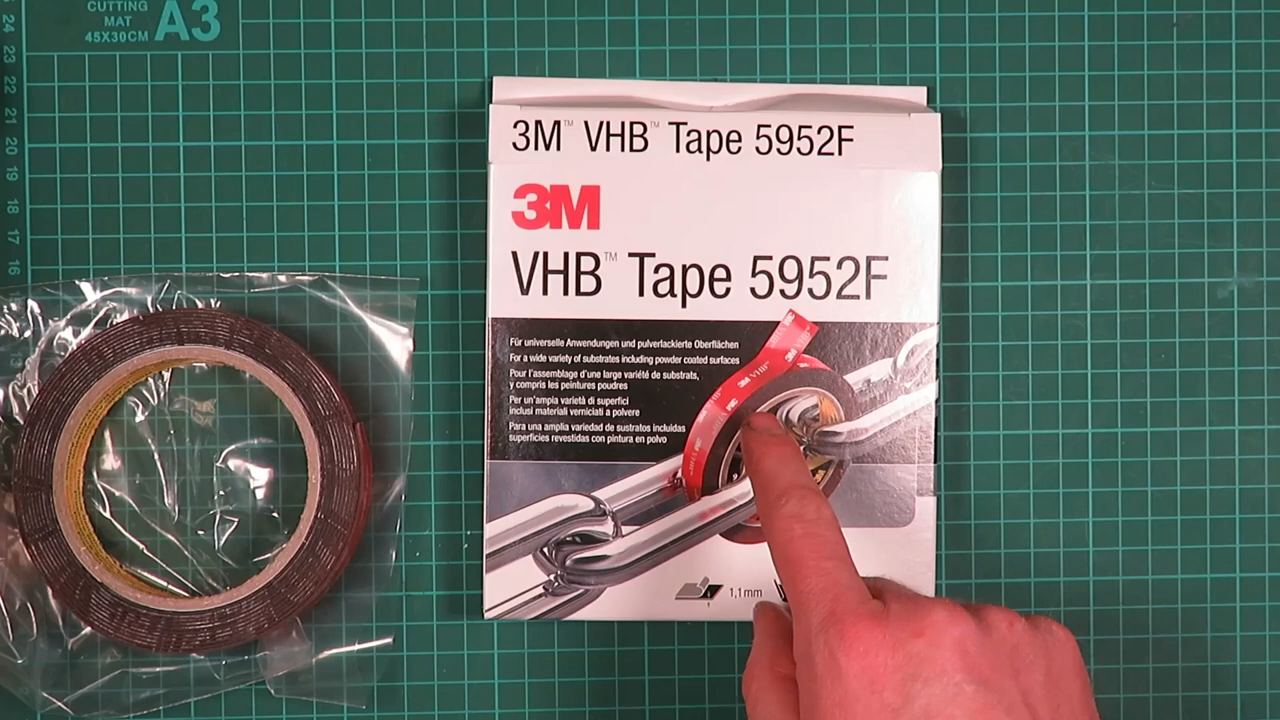 CUTTING
MAT
45X30CM
A3
24
23
22
21
20
19
18
17
16
3M™ VHB™ Tape 5952F
3M
VHB™ Tape 5952F
Für universelle Anwendungen und pulverlackierte Oberflächen
For a wide variety of substrates including powder coated surfaces
Pour l'assemblage d'une large variété de substrats,
y compris les peintures poudres
Per un'ampia varietà di superfici
inclusi materiali verniciati a polvere
Para una amplia variedad de sustratos incluidas
superficies revestidas con pintura en polvo
3M VHB
3M
1,1mm